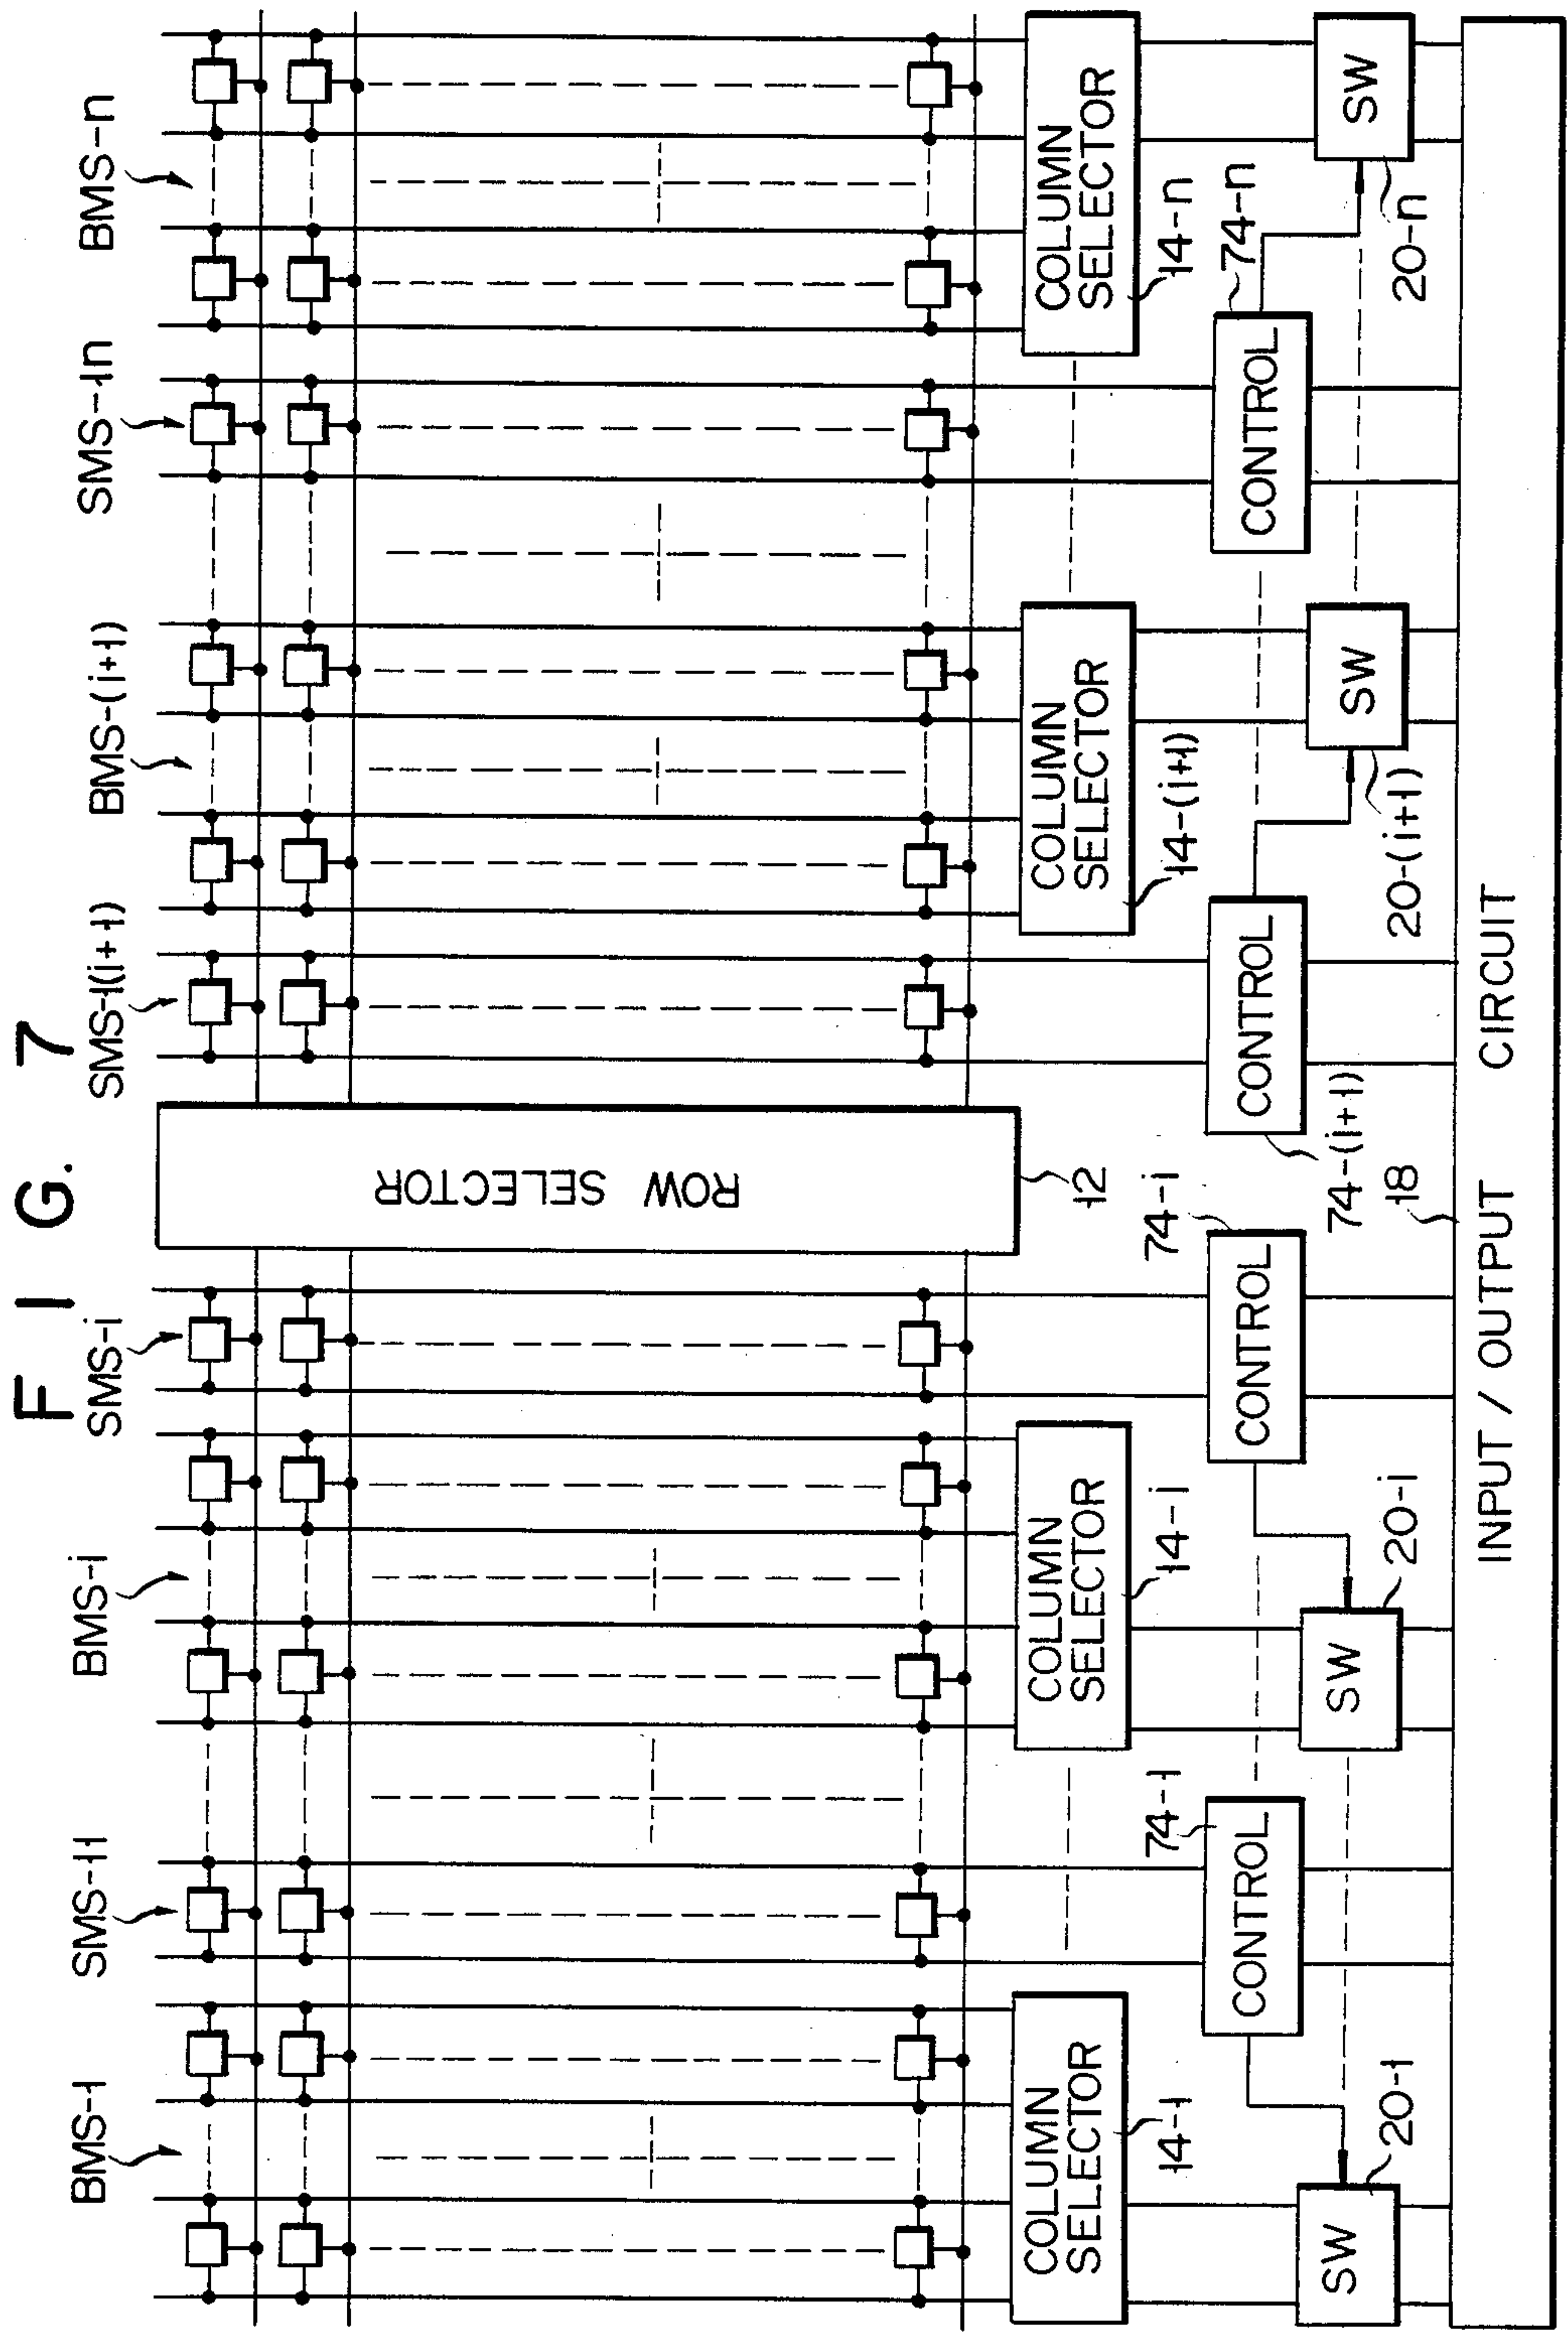 FIG. 7
BMS-1
SMS-11
BMS-i
SMS-i
SMS-1(i+1)
BMS-(i+1)
SMS-1n
BMS-n
ROW SELECTOR
12
COLUMN
SELECTOR
14-1
COLUMN
SELECTOR
14-i
COLUMN
SELECTOR
14-(i+1)
COLUMN
SELECTOR
14-n
CONTROL
74-1
CONTROL
74-i
CONTROL
74-(i+1)
CONTROL
74-n
SW
20-1
SW
20-i
SW
20-(i+1)
SW
20-n
18
INPUT / OUTPUT CIRCUIT